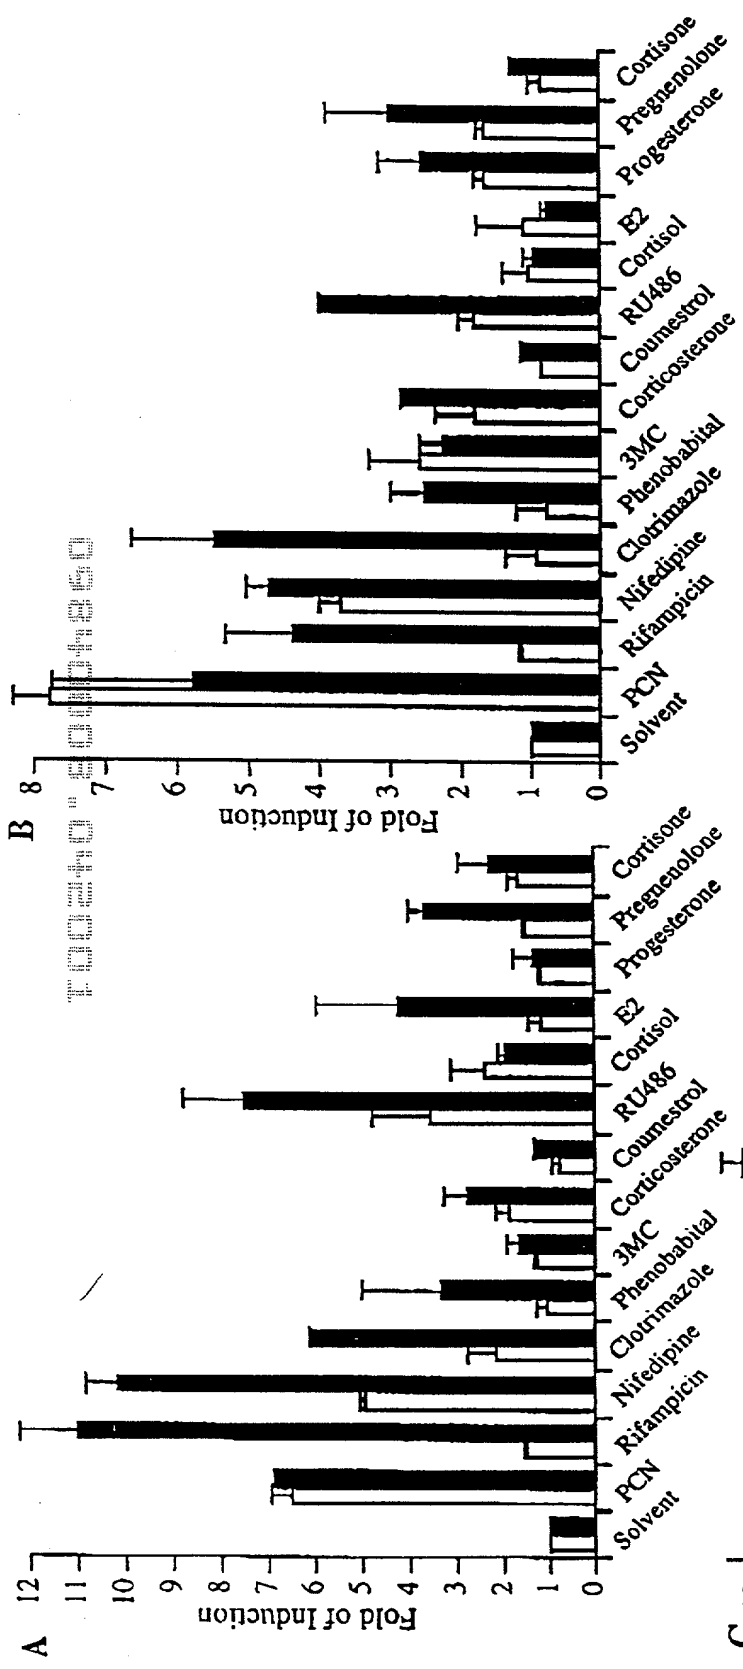 A
12
11
10
9
8
7
6
5
4
3
2
1
0
Fold of Induction
Solvent
PCN
Rifampicin
Nifedipine
Clotrimazole
Phenobabital
3MC
Corticosterone
Coumestrol
RU486
Cortisol
E2
Progesterone
Pregnenolone
Cortisone
B
8
7
6
5
4
3
2
1
0
Fold of Induction
Solvent
PCN
Rifampicin
Nifedipine
Clotrimazole
Phenobabital
3MC
Corticosterone
Coumestrol
RU486
Cortisol
E2
Progesterone
Pregnenolone
Cortisone
C